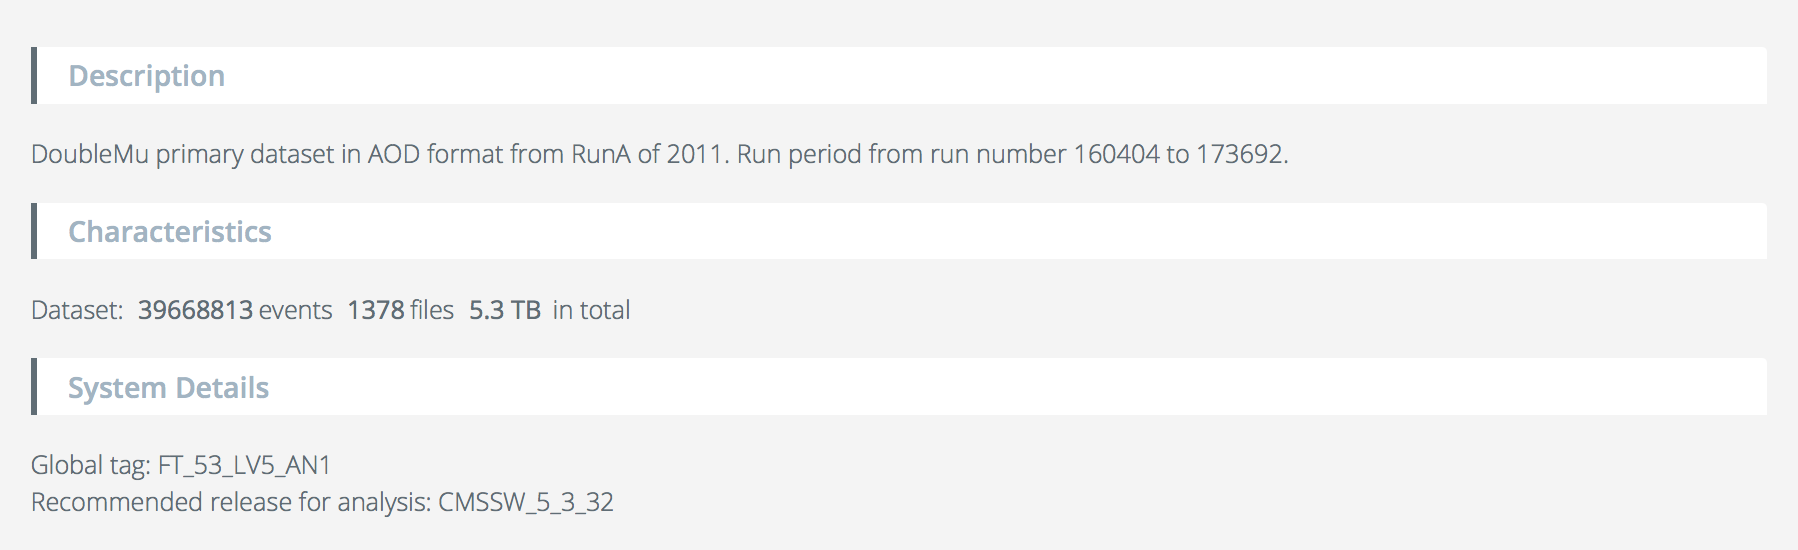 Description
DoubleMu primary dataset in AOD format from RunA of 2011. Run period from run number 160404 to 173692.
Characteristics
Dataset: 39668813 events 1378 files 5.3 TB in total
System Details
Global tag: FT_53_LV5_AN1
Recommended release for analysis: CMSSW_5_3_32